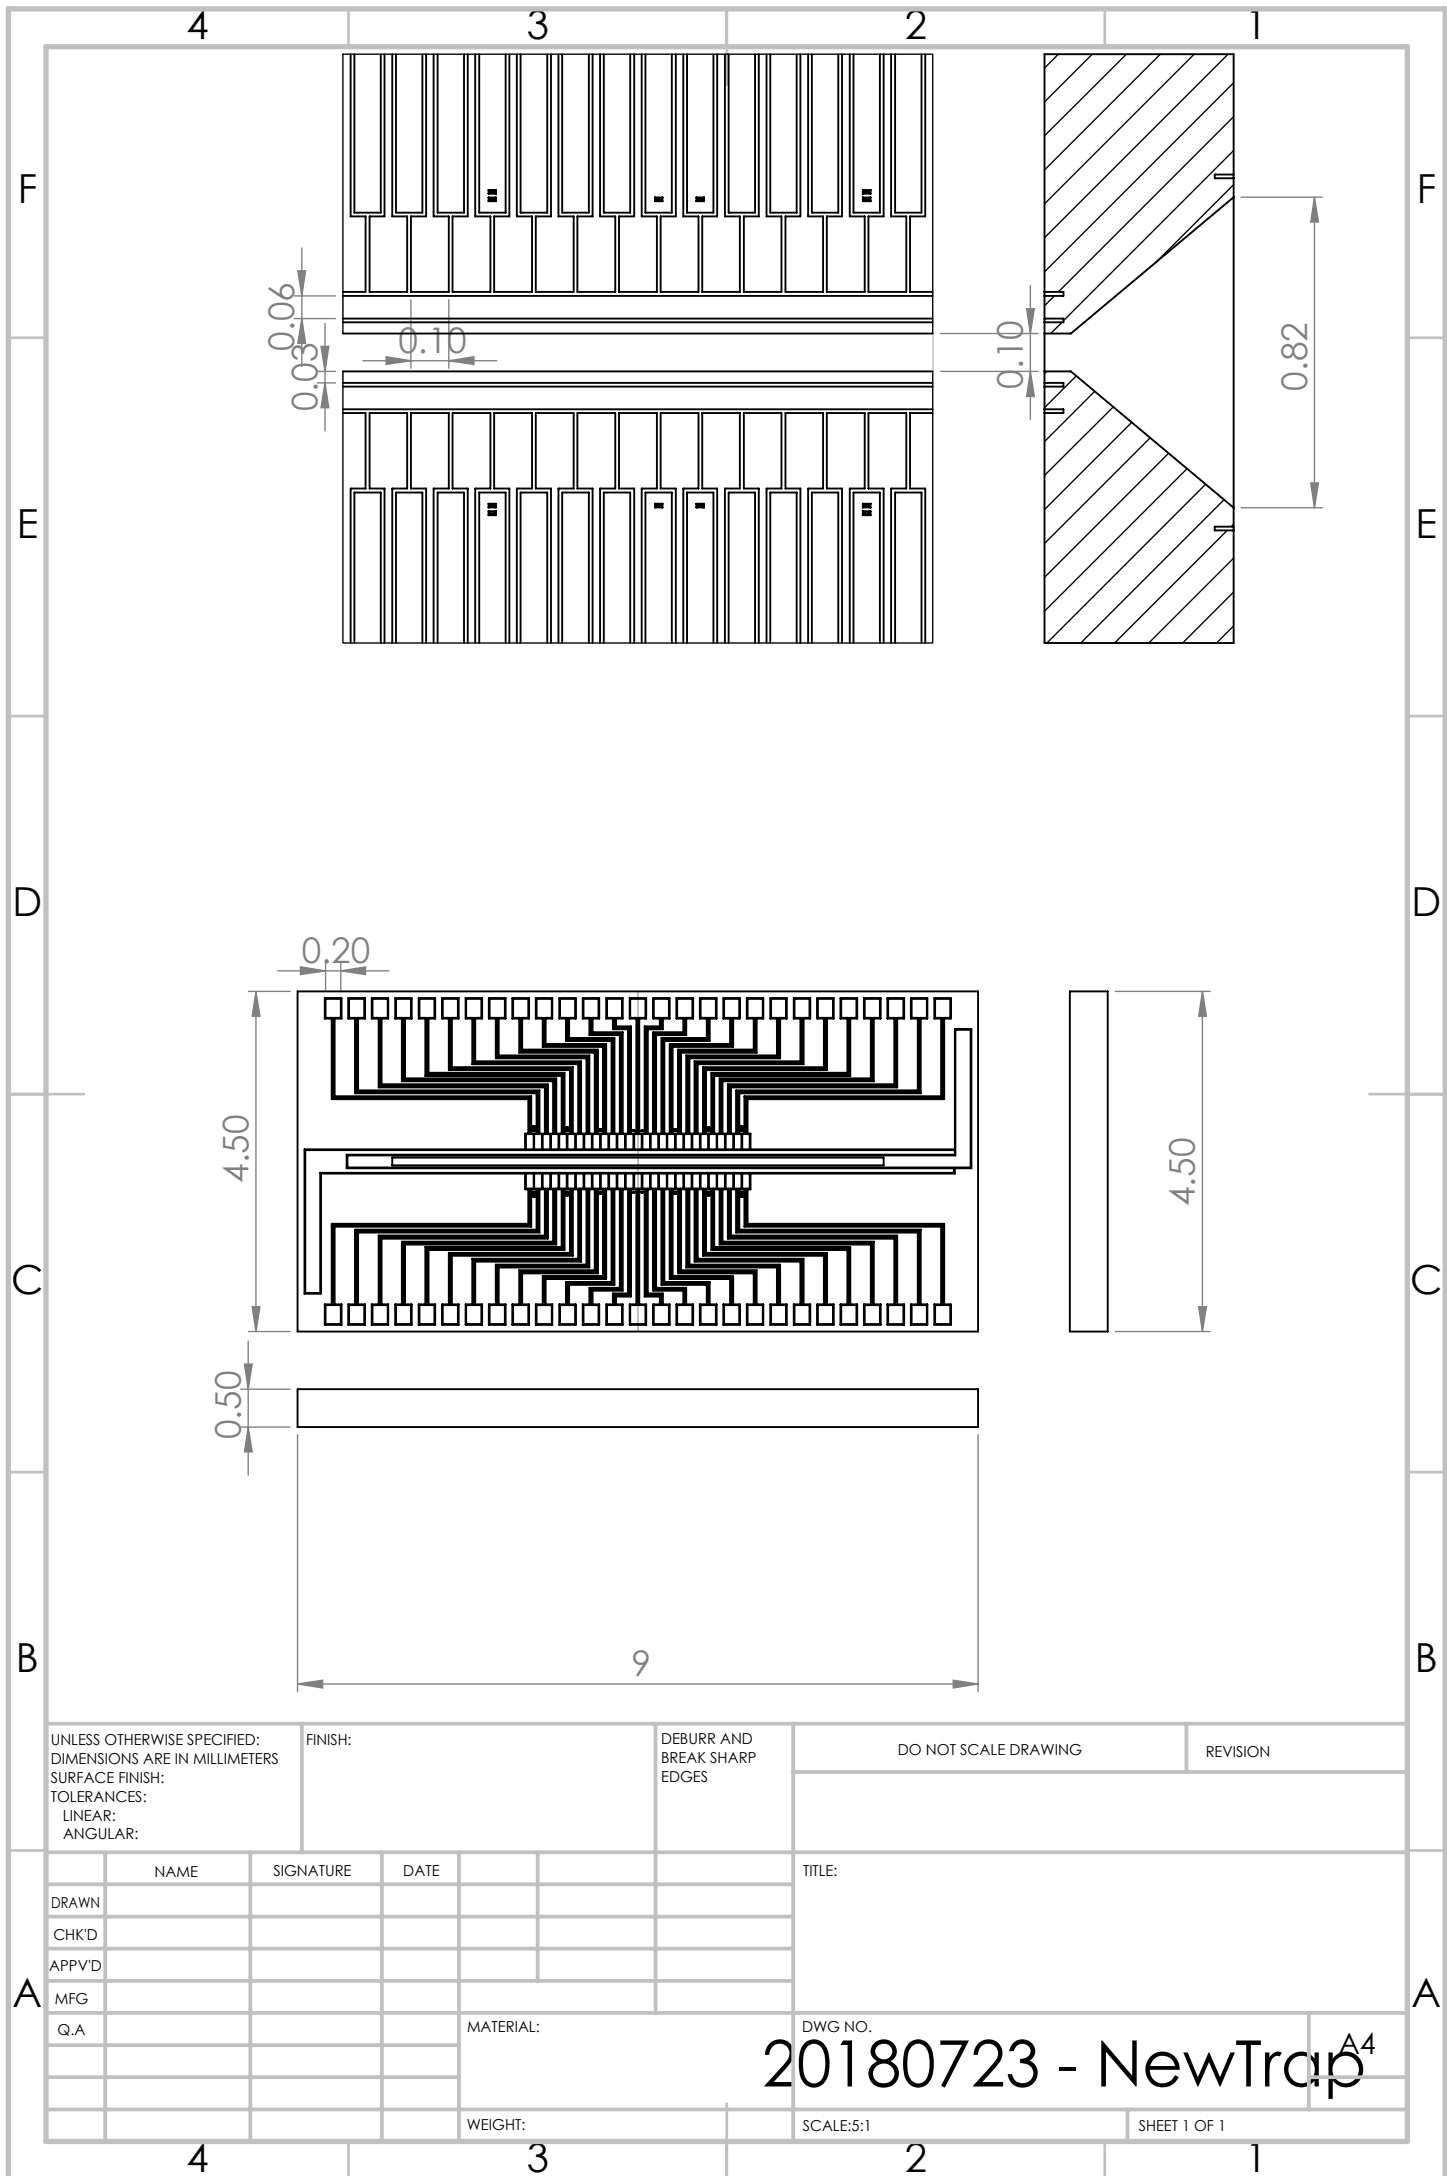 4 3 2 1
F F
0.06
0.10
0.03
0.10
0.82
E E
D D
0.20
4.50
4.50
C C
0.50
9
B B
UNLESS OTHERWISE SPECIFIED:
DIMENSIONS ARE IN MILLIMETERS
SURFACE FINISH:
TOLERANCES:
LINEAR:
ANGULAR:
FINISH:
DEBURR AND
BREAK SHARP
EDGES
DO NOT SCALE DRAWING
REVISION
NAME SIGNATURE DATE
TITLE:
DRAWN
CHK'D
APPV'D
MFG
A A
Q.A
MATERIAL:
DWG NO.
20180723 - NewTrap
A4
WEIGHT:
SCALE:5:1
SHEET 1 OF 1
4 3 2 1